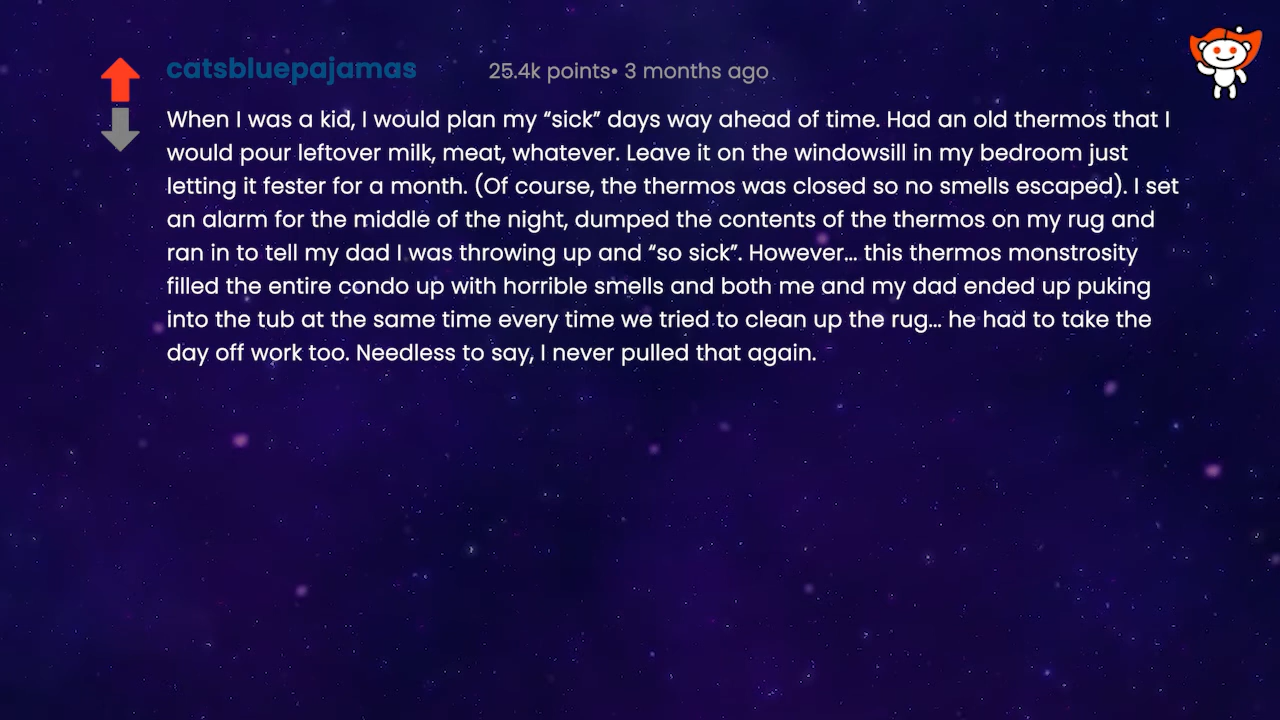 catsbluepajamas 25.4k points• 3 months ago
When I was a kid, I would plan my “sick” days way ahead of time. Had an old thermos that I
would pour leftover milk, meat, whatever. Leave it on the windowsill in my bedroom just
letting it fester for a month. (Of course, the thermos was closed so no smells escaped). I set
an alarm for the middle of the night, dumped the contents of the thermos on my rug and
ran in to tell my dad I was throwing up and “so sick”. However… this thermos monstrosity
filled the entire condo up with horrible smells and both me and my dad ended up puking
into the tub at the same time every time we tried to clean up the rug… he had to take the
day off work too. Needless to say, I never pulled that again.